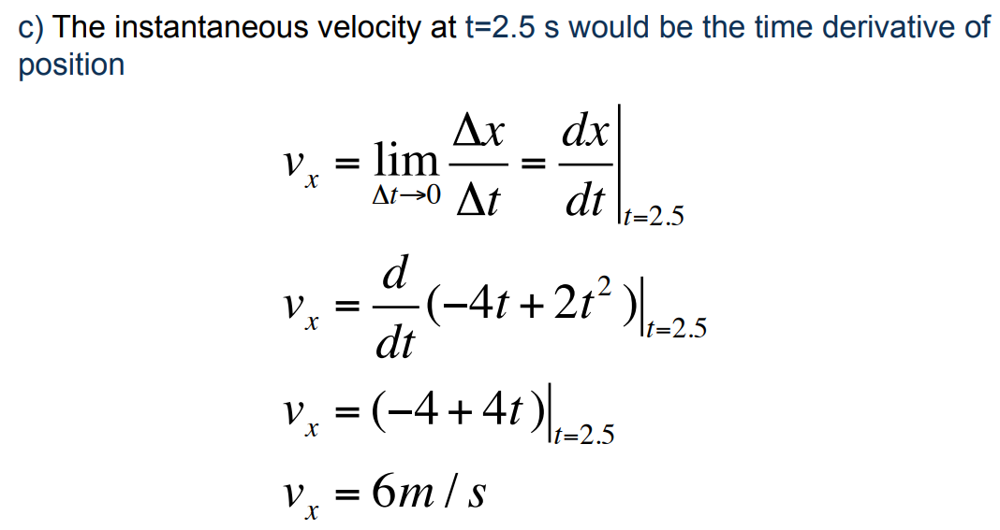 c) The instantaneous velocity at t=2.5 s would be the time derivative of
position
v_x = lim_{Δt→0} Δx/Δt = dx/dt |_{t=2.5}
v_x = d/dt (−4t + 2t²)|_{t=2.5}
v_x = (−4 + 4t)|_{t=2.5}
v_x = 6m / s